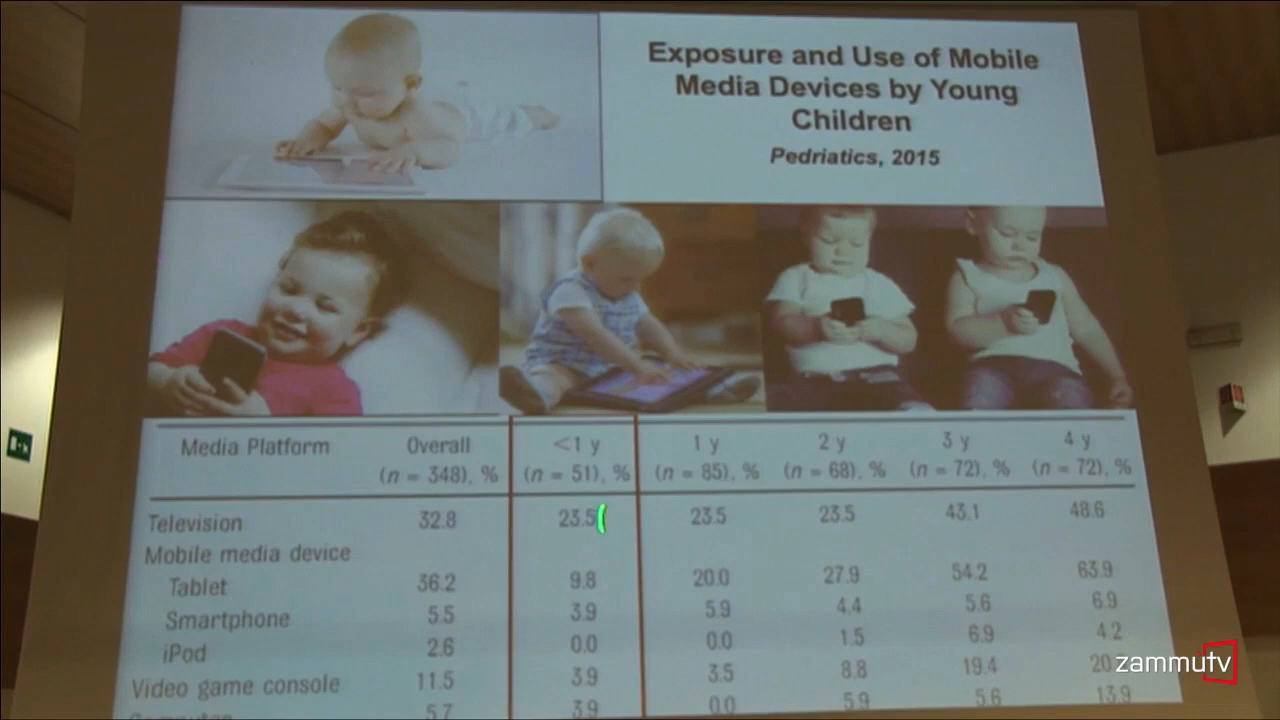 Exposure and Use of Mobile
Media Devices by Young
Children
Pedriatics, 2015
Media Platform Overall <1 y 1 y 2 y 3 y 4 y
(n = 348), % (n = 51), % (n = 85), % (n = 68), % (n = 72), % (n = 72), %
Television 32.8 23.5 23.5 23.5 43.1 48.6
Mobile media device
Tablet 36.2 9.8 20.0 27.9 54.2 63.9
Smartphone 5.5 3.9 5.9 4.4 5.6 6.9
iPod 2.6 0.0 0.0 1.5 6.9 4.2
Video game console 11.5 3.9 3.5 8.8 19.4
5.7 3.9 0.0 5.9 5.6 13.9
zammutv